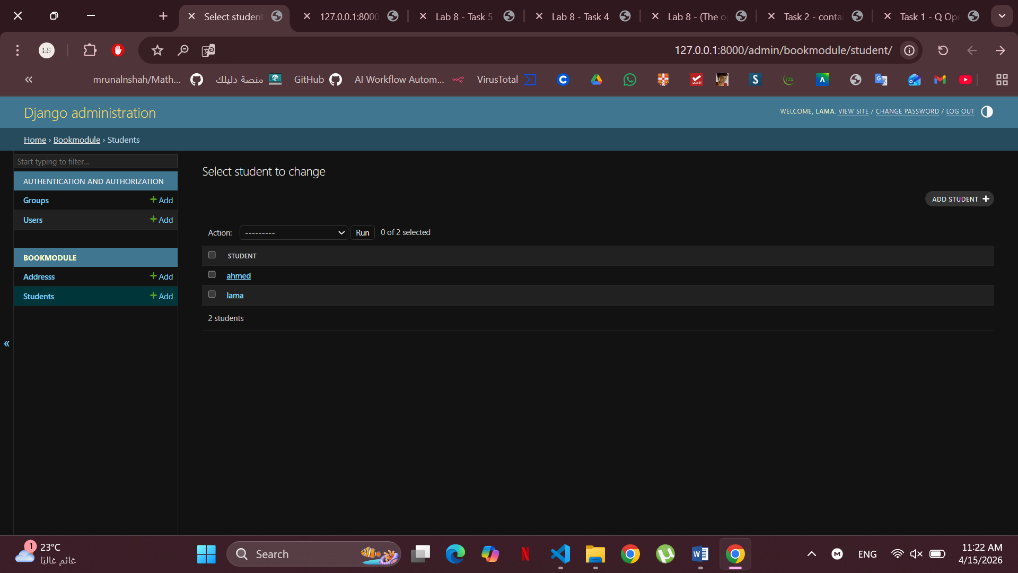 Select student
127.0.0.1:8000
Lab 8 - Task 5
Lab 8 - Task 4
Lab 8 - (The o
Task 2 - conta
Task 1 - Q Op
127.0.0.1:8000/admin/bookmodule/student/
mrunalnshah/Math...
منصة دليلك
GitHub
AI Workflow Autom...
VirusTotal
Django administration
WELCOME, LAMA. VIEW SITE / CHANGE PASSWORD / LOG OUT
Home › Bookmodule › Students
Start typing to filter...
AUTHENTICATION AND AUTHORIZATION
Groups + Add
Users + Add
BOOKMODULE
Addresss + Add
Students + Add
Select student to change
ADD STUDENT +
Action: --------- Run 0 of 2 selected
STUDENT
ahmed
lama
2 students
1
23°C
غائم غالبًا
Search
ENG
11:22 AM
4/15/2026